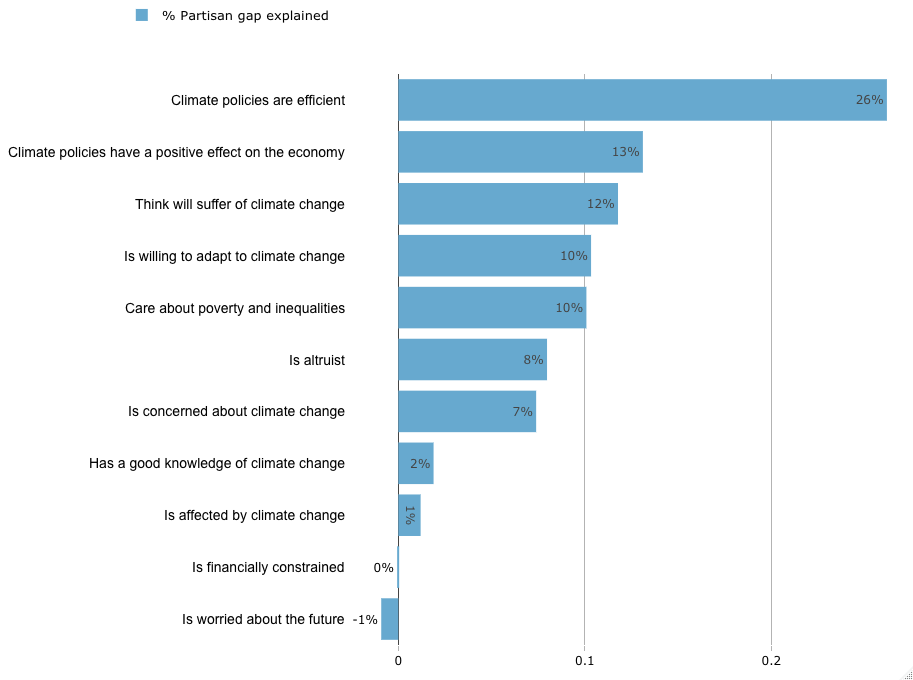 % Partisan gap explained
Climate policies are efficient 26%
Climate policies have a positive effect on the economy 13%
Think will suffer of climate change 12%
Is willing to adapt to climate change 10%
Care about poverty and inequalities 10%
Is altruist 8%
Is concerned about climate change 7%
Has a good knowledge of climate change 2%
Is affected by climate change 1%
Is financially constrained 0%
Is worried about the future -1%
0 0.1 0.2